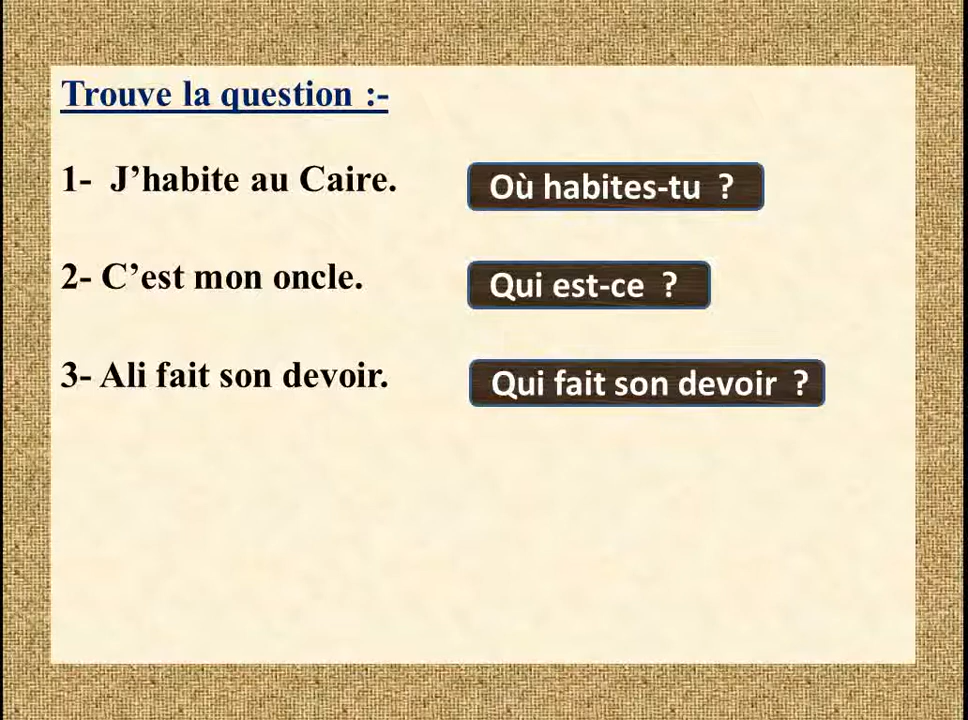 Trouve la question :-
1- J’habite au Caire.
Où habites-tu ?
2- C’est mon oncle.
Qui est-ce ?
3- Ali fait son devoir.
Qui fait son devoir ?